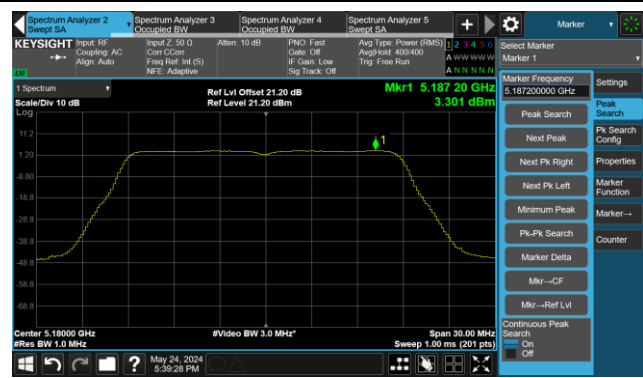 Spectrum Analyzer 2
Swept SA
Spectrum Analyzer 3
Occupied BW
Spectrum Analyzer 4
Occupied BW
Spectrum Analyzer 5
Swept SA
Marker
KEYSIGHT
Input: RF
Coupling: AC
Align: Auto
Input Z: 50 Ω
Corr CCorr
Freq Ref: Int (S)
NFE: Adaptive
Atten: 10 dB
PNO: Fast
Gate: Off
IF Gain: Low
Sig Track: Off
Avg Type: Power (RMS)
Avg|Hold: 400/400
Trig: Free Run
1 2 3 4 5 6
A W W W W W
A N N N N N
Select Marker
Marker 1
1 Spectrum
Scale/Div 10 dB
Log
Ref Lvl Offset 21.20 dB
Ref Level 21.20 dBm
Mkr1 5.187 20 GHz
3.301 dBm
11.2
1.20
-8.80
-18.8
-28.8
-38.8
-48.8
-58.8
-68.8
1
Center 5.18000 GHz
#Res BW 1.0 MHz
#Video BW 3.0 MHz*
Span 30.00 MHz
Sweep 1.00 ms (201 pts)
Marker Frequency
5.187200000 GHz
Peak Search
Next Peak
Next Pk Right
Next Pk Left
Minimum Peak
Pk-Pk Search
Marker Delta
Mkr→CF
Mkr→Ref Lvl
Continuous Peak
Search
On
Off
Settings
Peak
Search
Pk Search
Config
Properties
Marker
Function
Marker→
Counter
May 24, 2024
5:39:28 PM